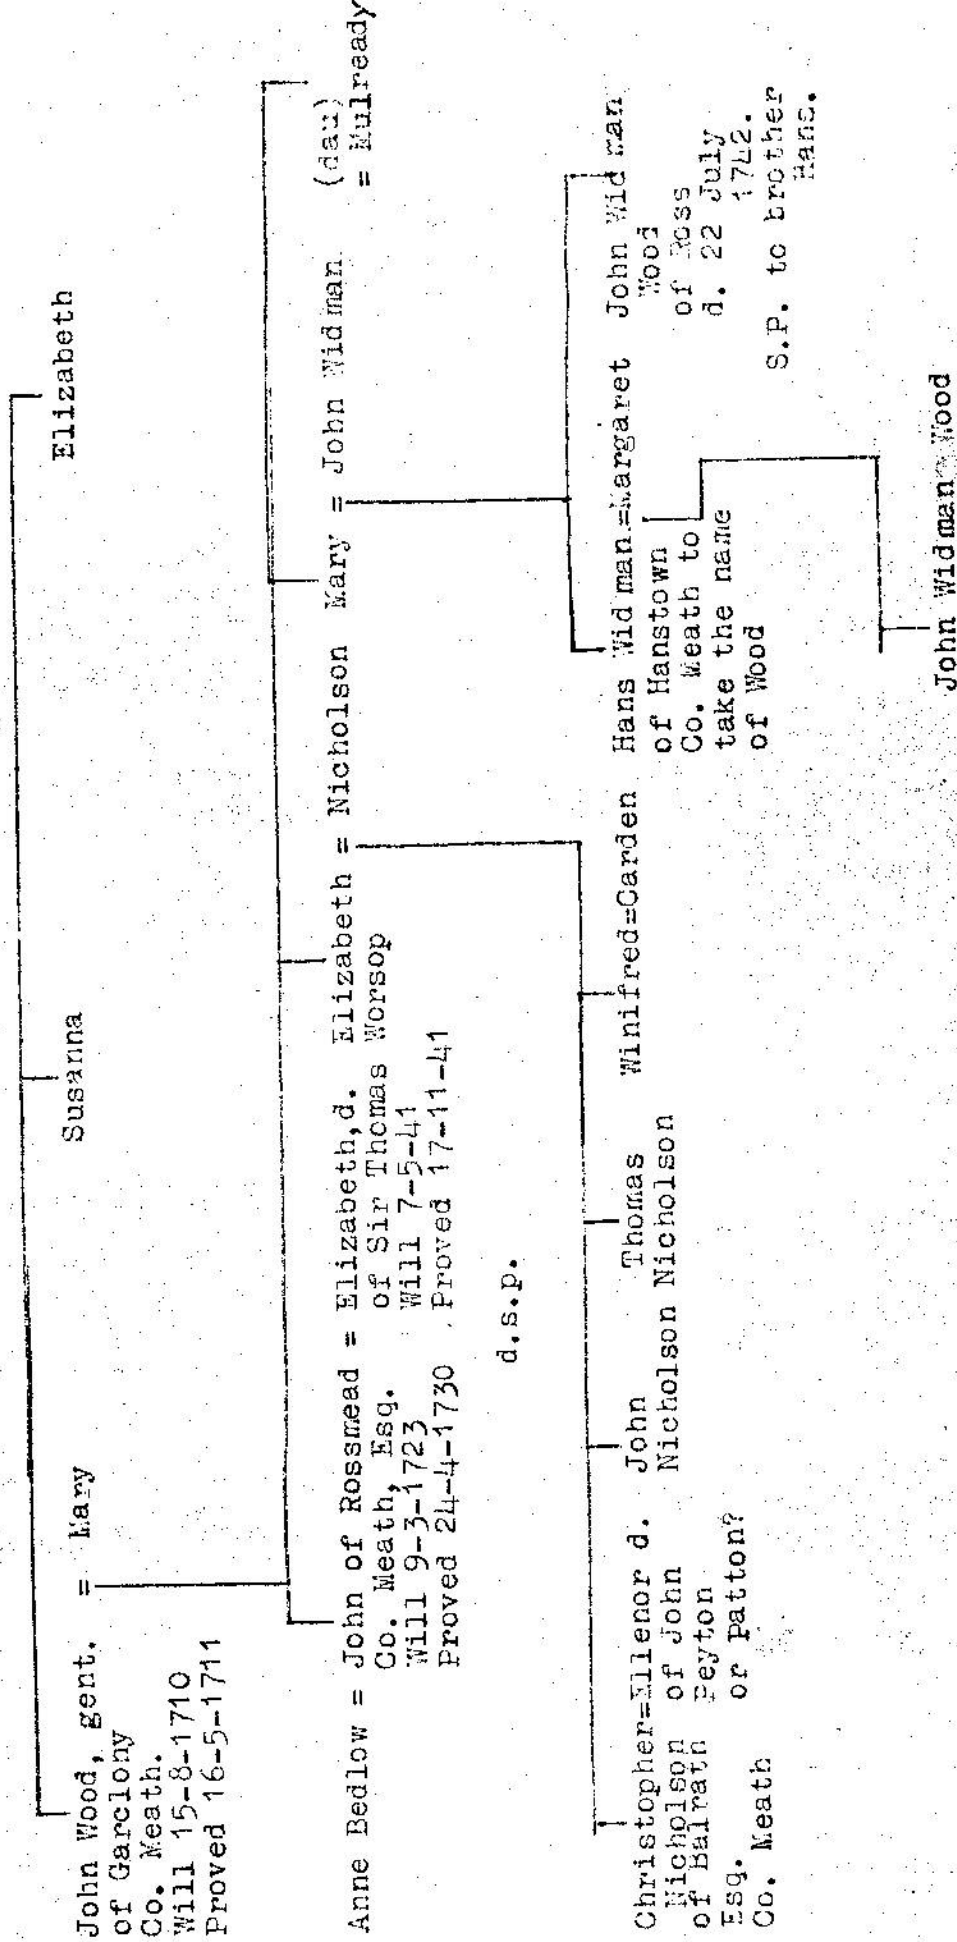 John Wood, gent. = Mary
of Garclony
Co. Meath.
Will 15-8-1710
Proved 16-5-1711
Susanna
Elizabeth
Anne Bedlow = John of Rossmead = Elizabeth,d.
Co. Meath, Esq.
Will 9-3-1723
Proved 24-4-1730
of Sir Thomas Worsop
Will 7-5-41
Proved 17-11-41
d.s.p.
Elizabeth = Nicholson
Mary = John Widman
(dau)
= Mulready
Christopher=Ellenor d.
Nicholson of John
of Balrath Peyton
Esq. or Patton?
Co. Meath
John
Nicholson
Thomas
Nicholson
Winifred=Carden
Hans Widman=Margaret
of Hanstown
Co. Meath to
take the name
of Wood
John Widman
Wood
of Ross
d. 22 July
1742.
S.P. to brother
Hans.
John Widman Wood